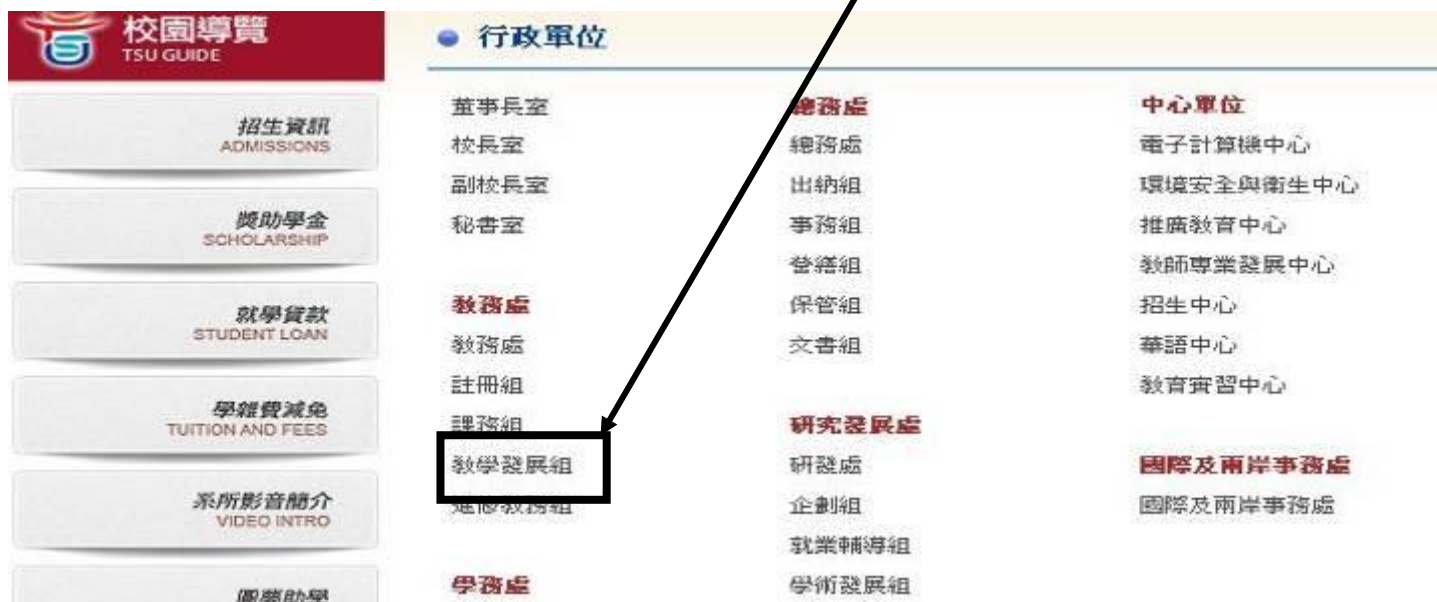 校園導覽
TSU GUIDE
招生資訊
ADMISSIONS
獎助學金
SCHOLARSHIP
就學貸款
STUDENT LOAN
學雜費減免
TUITION AND FEES
系所影音簡介
VIDEO INTRO
圓夢助學
行政單位
董事長室
校長室
副校長室
秘書室
教務處
教務處
註冊組
課務組
教學發展組
進修教務組
學務處
總務處
總務處
出納組
事務組
營繕組
保管組
文書組
研究發展處
研發處
企劃組
就業輔導組
學術發展組
中心單位
電子計算機中心
環境安全與衛生中心
推廣教育中心
教師專業發展中心
招生中心
華語中心
教育實習中心
國際及兩岸事務處
國際及兩岸事務處